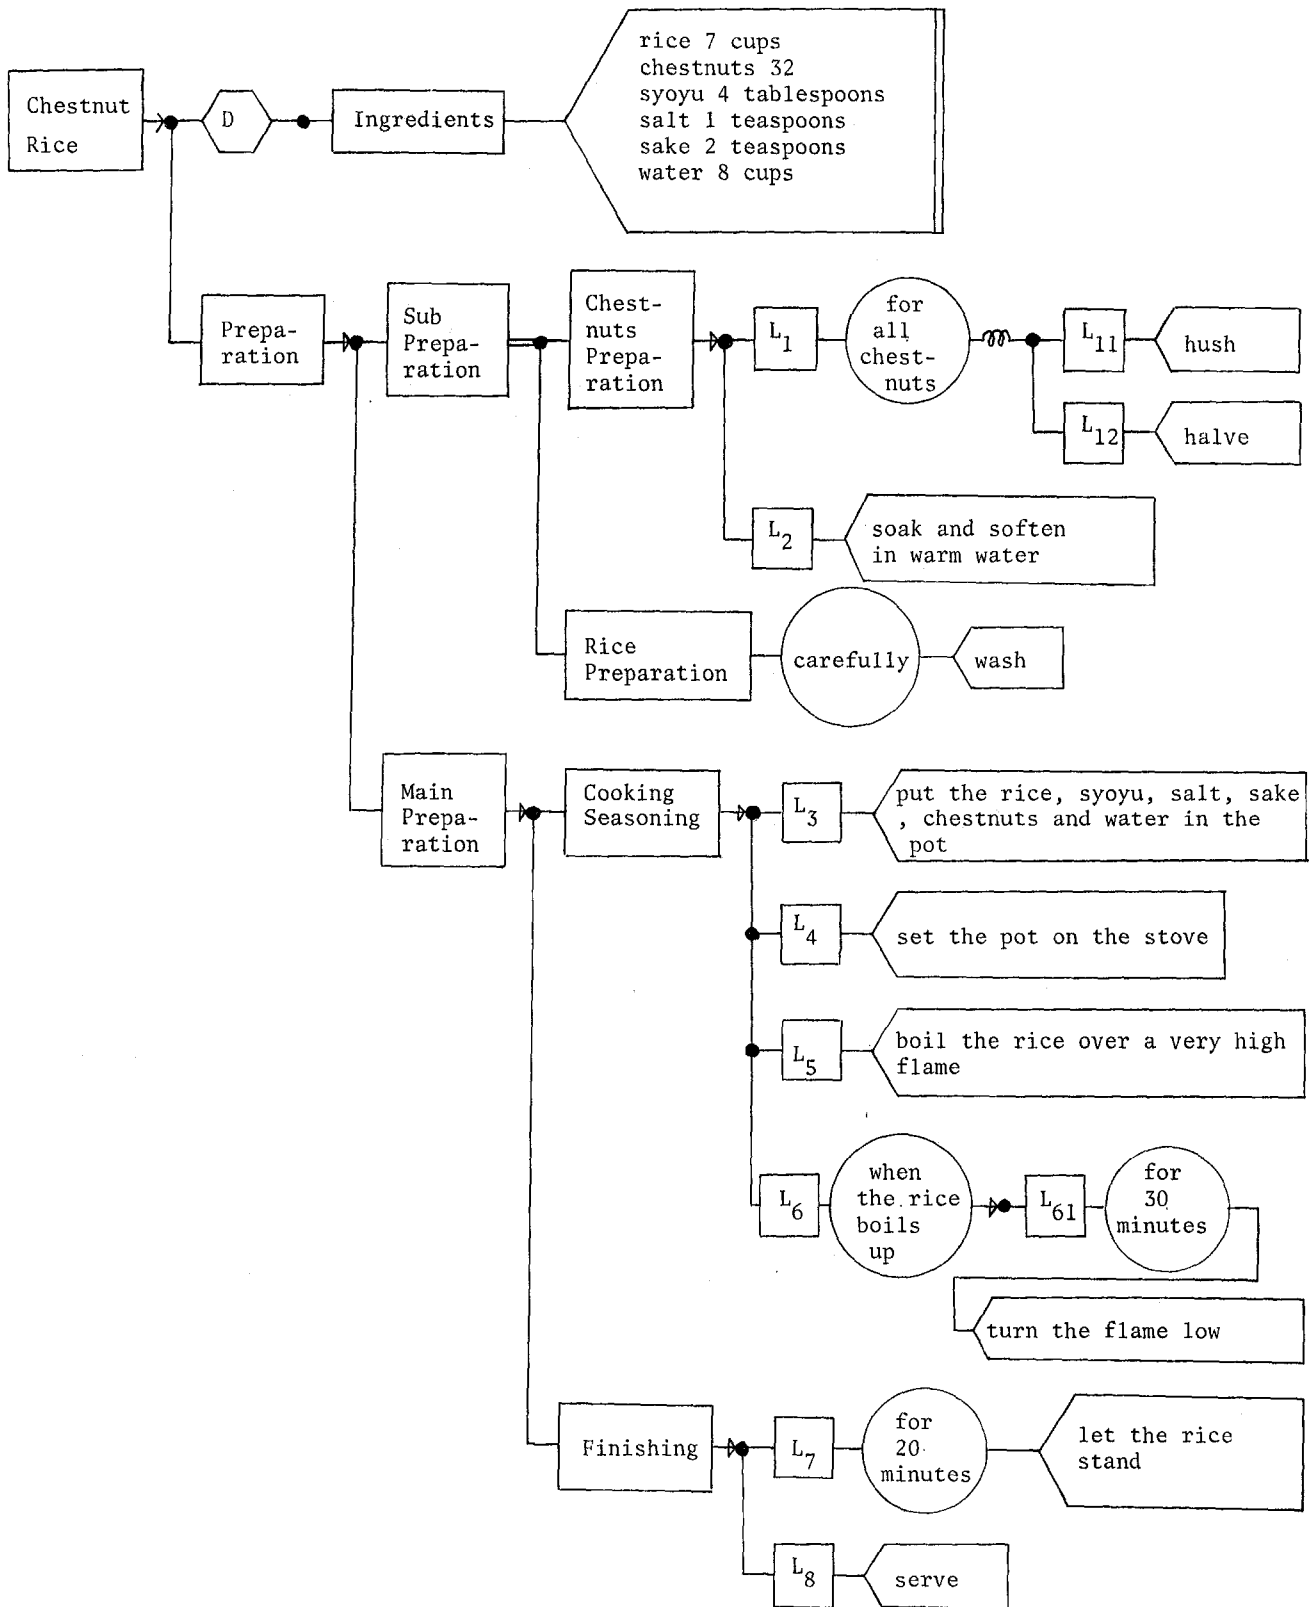 Chestnut
Rice
D
Ingredients
rice 7 cups
chestnuts 32
syoyu 4 tablespoons
salt 1 teaspoons
sake 2 teaspoons
water 8 cups
Prepa-
ration
Sub
Prepa-
ration
Chest-
nuts
Prepa-
ration
L1
for
all
chest-
nuts
L11
hush
L12
halve
L2
soak and soften
in warm water
Rice
Preparation
carefully
wash
Main
Prepa-
ration
Cooking
Seasoning
L3
put the rice, syoyu, salt, sake
, chestnuts and water in the
pot
L4
set the pot on the stove
L5
boil the rice over a very high
flame
L6
when
the rice
boils
up
L61
for
30
minutes
turn the flame low
Finishing
L7
for
20
minutes
let the rice
stand
L8
serve